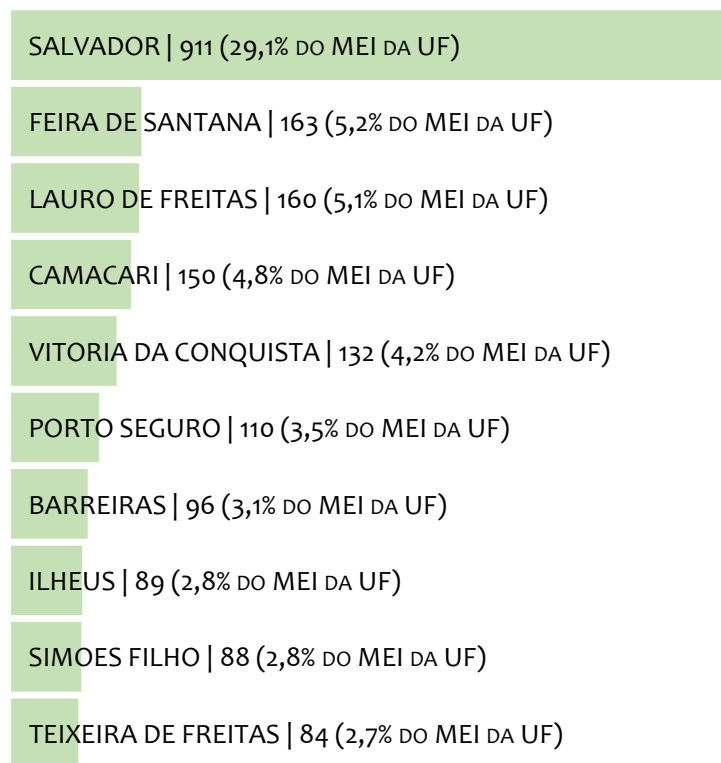 SALVADOR | 911 (29,1% DO MEI DA UF)
FEIRA DE SANTANA | 163 (5,2% DO MEI DA UF)
LAURO DE FREITAS | 160 (5,1% DO MEI DA UF)
CAMACARI | 150 (4,8% DO MEI DA UF)
VITORIA DA CONQUISTA | 132 (4,2% DO MEI DA UF)
PORTO SEGURO | 110 (3,5% DO MEI DA UF)
BARREIRAS | 96 (3,1% DO MEI DA UF)
ILHEUS | 89 (2,8% DO MEI DA UF)
SIMOES FILHO | 88 (2,8% DO MEI DA UF)
TEIXEIRA DE FREITAS | 84 (2,7% DO MEI DA UF)